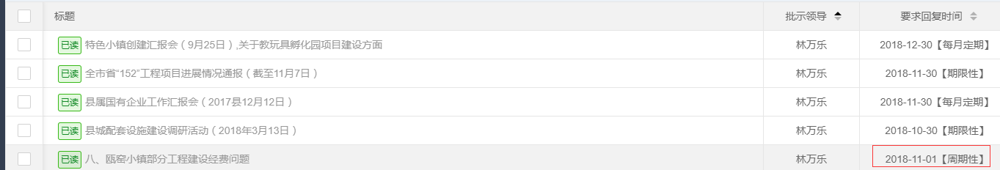 标题 批示领导 要求回复时间
已读 特色小镇创建汇报会（9月25日）,关于教玩具孵化园项目建设方面 林万乐 2018-12-30【每月定期】
已读 全市省“152”工程项目进展情况通报（截至11月7日） 林万乐 2018-11-30【期限性】
已读 县属国有企业工作汇报会（2017县12月12日） 林万乐 2018-11-30【每月定期】
已读 县城配套设施建设调研活动（2018年3月13日） 林万乐 2018-10-30【期限性】
已读 八、瓯窑小镇部分工程建设经费问题 林万乐 2018-11-01【周期性】